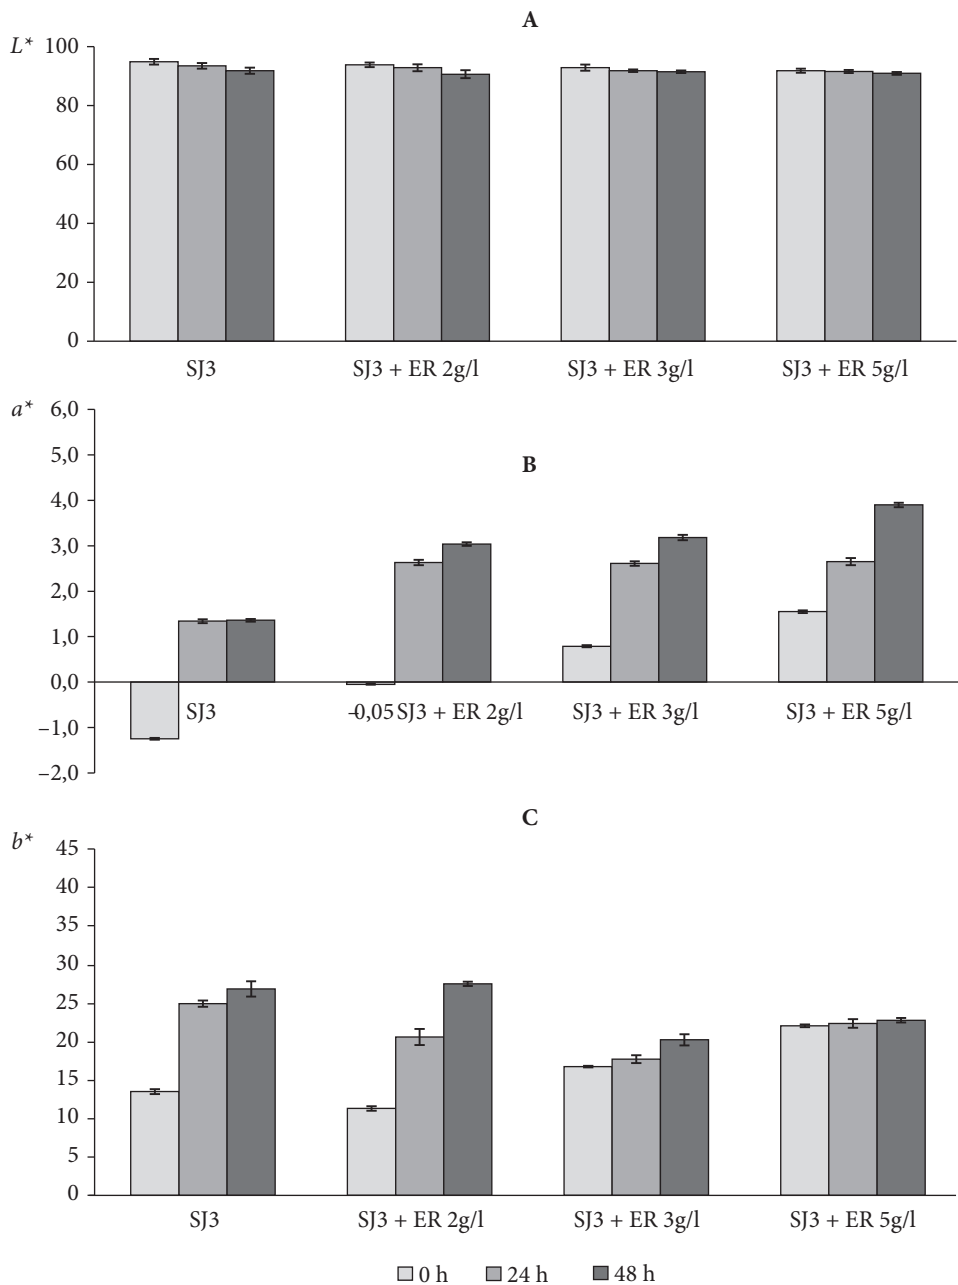 A
L* 100
80
60
40
20
0
SJ3 SJ3 + ER 2g/l SJ3 + ER 3g/l SJ3 + ER 5g/l
a* 6,0
5,0
B
4,0
3,0
2,0
1,0
0,0
SJ3 -0,05 SJ3 + ER 2g/l SJ3 + ER 3g/l SJ3 + ER 5g/l
–1,0
–2,0
C
b* 45
40
35
30
25
20
15
10
5
0
SJ3 SJ3 + ER 2g/l SJ3 + ER 3g/l SJ3 + ER 5g/l
0 h 24 h 48 h